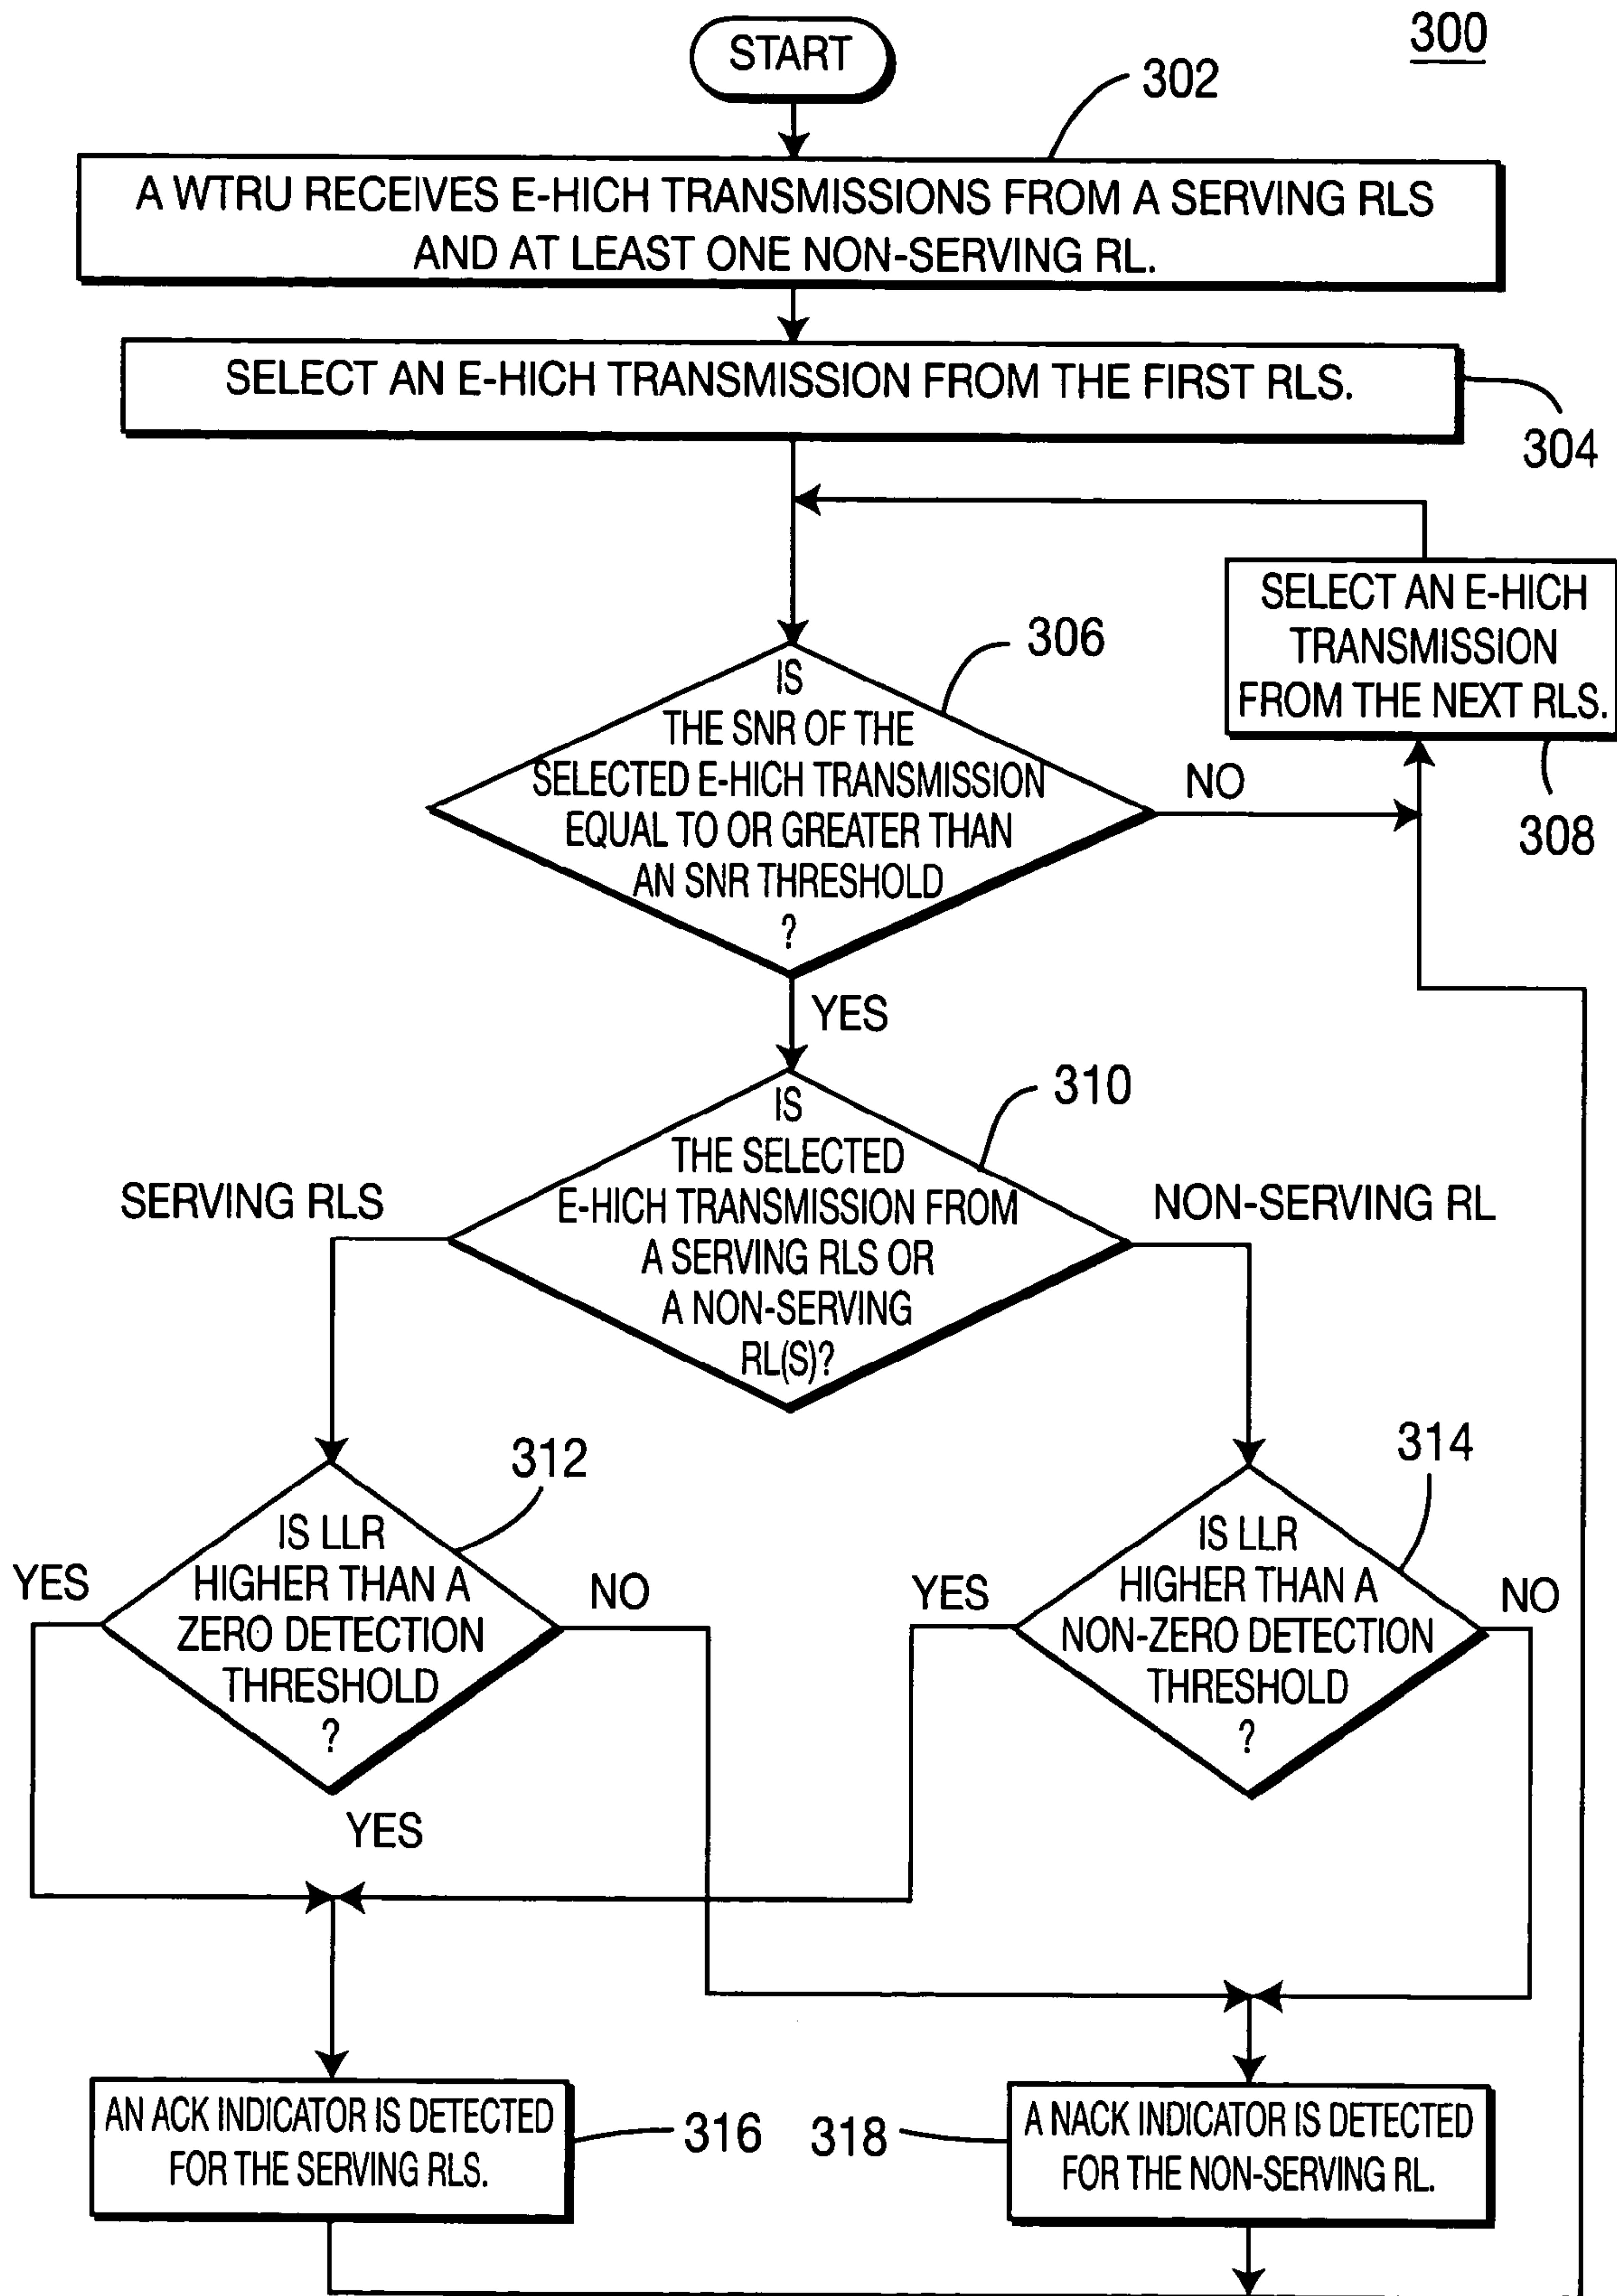 300
START
302
A WTRU RECEIVES E-HICH TRANSMISSIONS FROM A SERVING RLS
AND AT LEAST ONE NON-SERVING RL.
SELECT AN E-HICH TRANSMISSION FROM THE FIRST RLS.
304
SELECT AN E-HICH
TRANSMISSION
FROM THE NEXT RLS.
308
306
IS
THE SNR OF THE
SELECTED E-HICH TRANSMISSION
EQUAL TO OR GREATER THAN
AN SNR THRESHOLD
?
NO
YES
310
IS
THE SELECTED
E-HICH TRANSMISSION FROM
A SERVING RLS OR
A NON-SERVING
RL(S)?
SERVING RLS
NON-SERVING RL
312
IS LLR
HIGHER THAN A
ZERO DETECTION
THRESHOLD
?
YES
NO
YES
314
IS LLR
HIGHER THAN A
NON-ZERO DETECTION
THRESHOLD
?
YES
NO
AN ACK INDICATOR IS DETECTED
FOR THE SERVING RLS.
316
318
A NACK INDICATOR IS DETECTED
FOR THE NON-SERVING RL.